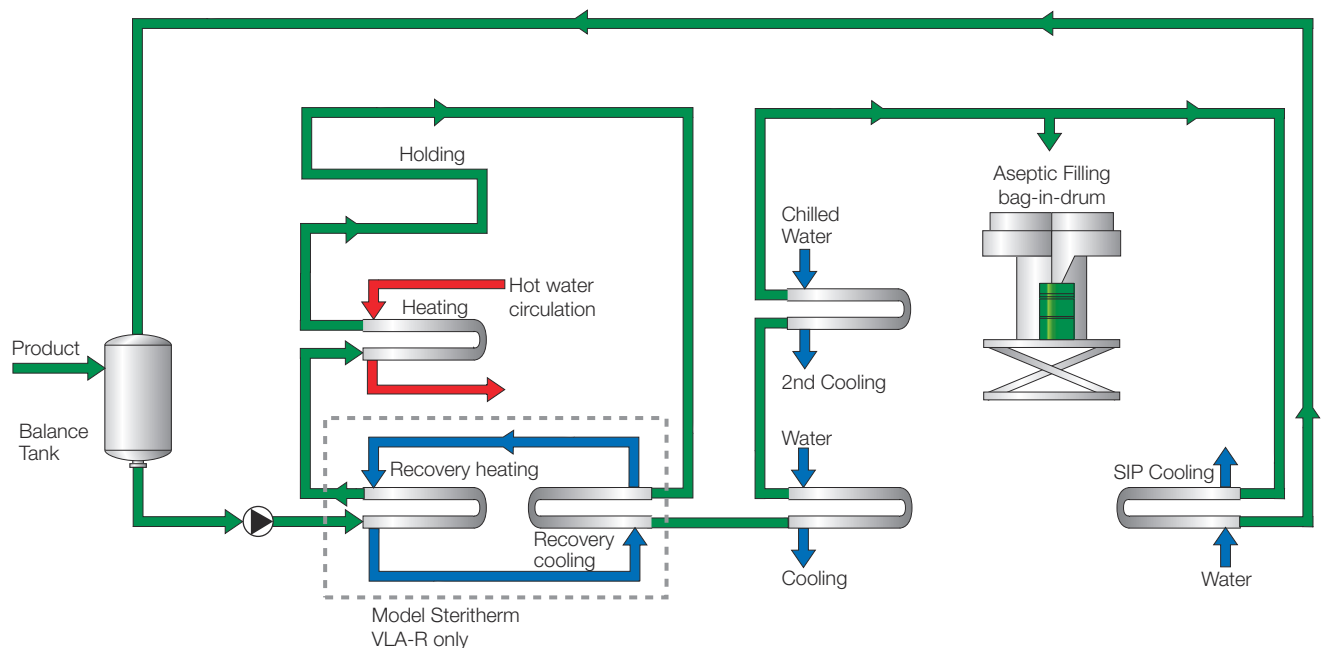 Holding
Aseptic Filling
bag-in-drum
Chilled
Water
Hot water
circulation
Heating
Product
2nd Cooling
Balance
Tank
Water
Recovery heating
SIP Cooling
Recovery
cooling
Cooling
Water
Model Steritherm
VLA-R only